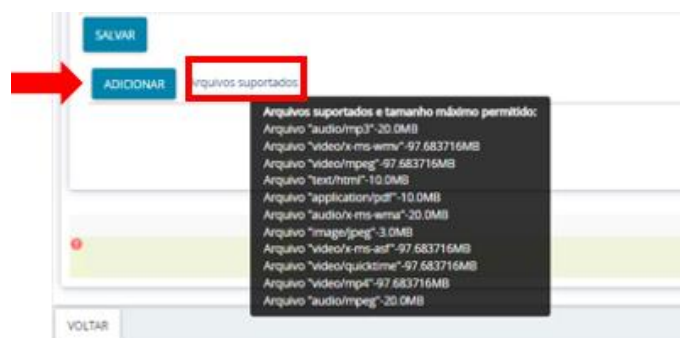 SALVAR
ADICIONAR Arquivos suportados
Arquivos suportados e tamanho máximo permitido:
Arquivo "audio/mp3"-20.0MB
Arquivo "video/x-ms-wmv"-97.683716MB
Arquivo "video/mpeg"-97.683716MB
Arquivo "text/html"-10.0MB
Arquivo "application/pdf"-10.0MB
Arquivo "audio/x-ms-wma"-20.0MB
Arquivo "image/jpeg"-3.0MB
Arquivo "video/x-ms-asf"-97.683716MB
Arquivo "video/quicktime"-97.683716MB
Arquivo "video/mp4"-97.683716MB
Arquivo "audio/mpeg"-20.0MB
VOLTAR